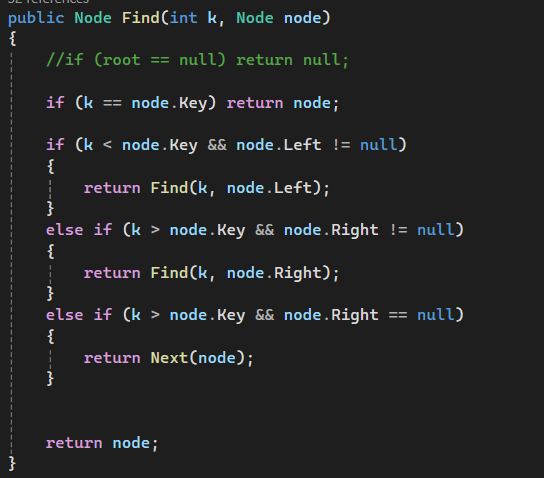 32 references
public Node Find(int k, Node node)
{
//if (root == null) return null;
if (k == node.Key) return node;
if (k < node.Key && node.Left != null)
{
return Find(k, node.Left);
}
else if (k > node.Key && node.Right != null)
{
return Find(k, node.Right);
}
else if (k > node.Key && node.Right == null)
{
return Next(node);
}
return node;
}